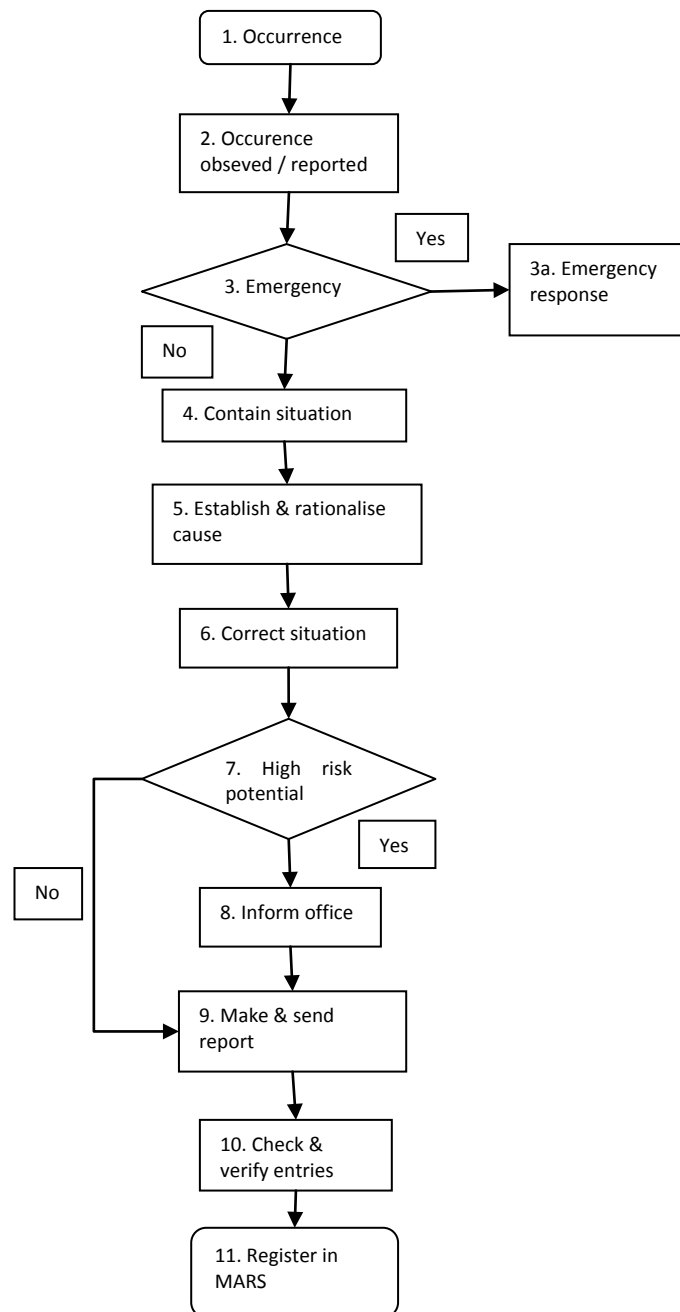 1. Occurrence
2. Occurence
obseved / reported
Yes
3. Emergency
3a. Emergency
response
No
4. Contain situation
5. Establish & rationalise
cause
6. Correct situation
7. High risk
potential
Yes
No
8. Inform office
9. Make & send
report
10. Check &
verify entries
11. Register in
MARS